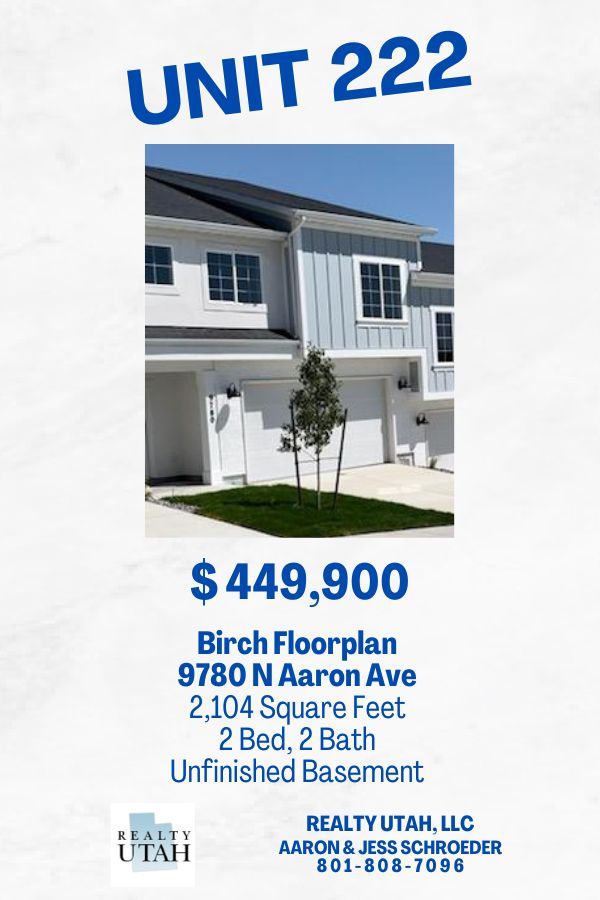 UNIT 222
9780
$ 449,900
Birch Floorplan
9780 N Aaron Ave
2,104 Square Feet
2 Bed, 2 Bath
Unfinished Basement
REALTY
UTAH
REALTY UTAH, LLC
AARON & JESS SCHROEDER
801-808-7096